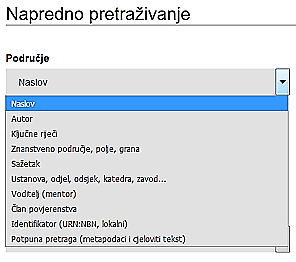 Napredno pretraživanje
Područje
Naslov
Naslov
Autor
Ključne riječi
Znanstveno područje, polje, grana
Sažetak
Ustanova, odjel, odsjek, katedra, zavod...
Voditelj (mentor)
Član povjerenstva
Identifikator (URN:NBN, lokalni)
Potpuna pretraga (metapodaci i cjeloviti tekst)